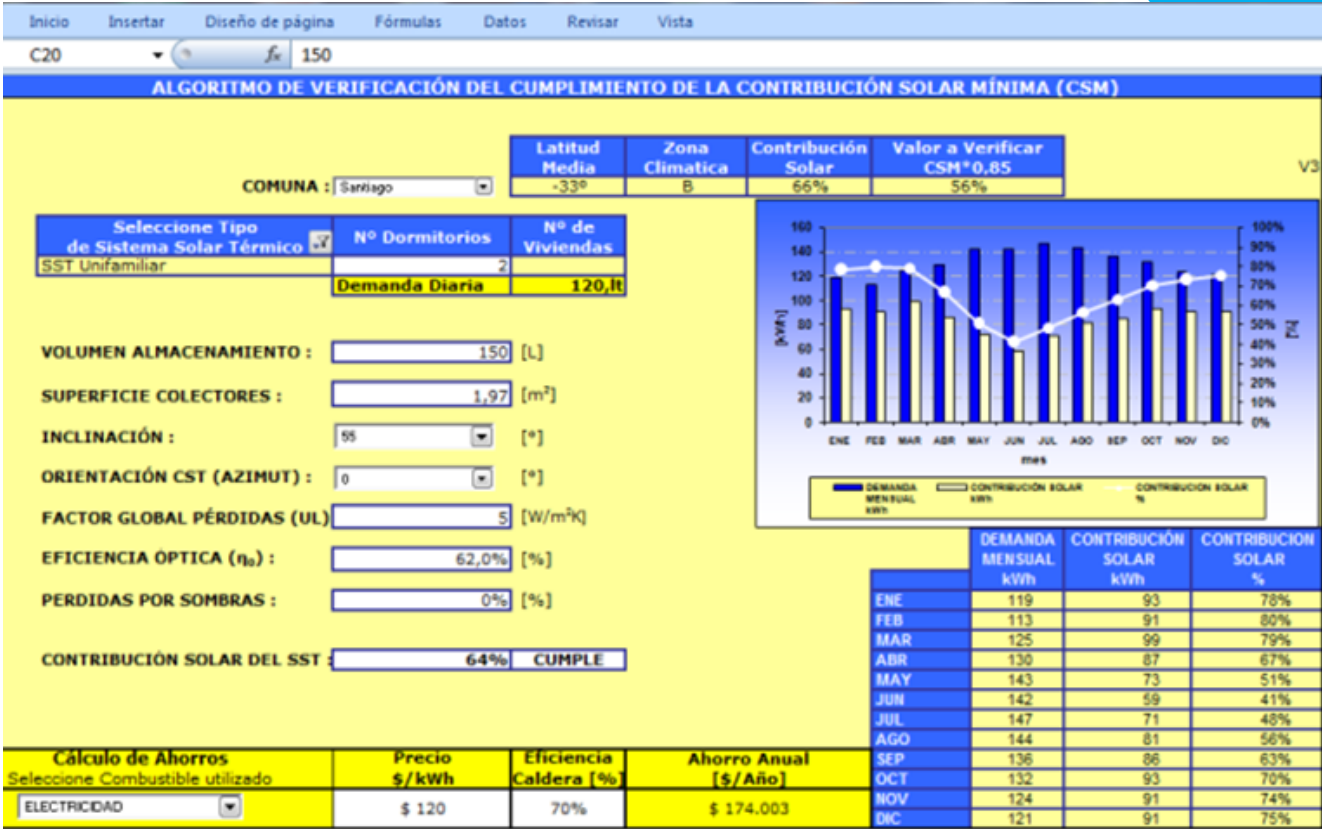 Inicio Insertar Diseño de página Fórmulas Datos Revisar Vista
C20 fx 150
ALGORITMO DE VERIFICACIÓN DEL CUMPLIMIENTO DE LA CONTRIBUCIÓN SOLAR MÍNIMA (CSM)
Latitud Media Zona Climatica Contribución Solar Valor a Verificar CSM*0,85
V3
COMUNA : Santiago -33º B 66% 56%
Seleccione Tipo de Sistema Solar Térmico Nº Dormitorios Nº de Viviendas
SST Unifamiliar 2
Demanda Diaria 120,lt
VOLUMEN ALMACENAMIENTO : 150 [L]
SUPERFICIE COLECTORES : 1,97 [m²]
INCLINACIÓN : 55 [º]
ORIENTACIÓN CST (AZIMUT) : 0 [º]
FACTOR GLOBAL PÉRDIDAS (UL) 5 [W/m²K]
EFICIENCIA ÓPTICA (η₀) : 62,0% [%]
PERDIDAS POR SOMBRAS : 0% [%]
CONTRIBUCIÓN SOLAR DEL SST : 64% CUMPLE
160 100%
140 90%
120 80%
100 70%
80 60%
60 50%
40 40%
20 30%
0 20%
10%
0%
[kWh]
[%]
ENE FEB MAR ABR MAY JUN JUL AGO SEP OCT NOV DIC
mes
DEMANDA MENSUAL kWh CONTRIBUCIÓN SOLAR kWh CONTRIBUCION SOLAR %
DEMANDA MENSUAL kWh CONTRIBUCIÓN SOLAR kWh CONTRIBUCION SOLAR %
ENE 119 93 78%
FEB 113 91 80%
MAR 125 99 79%
ABR 130 87 67%
MAY 143 73 51%
JUN 142 59 41%
JUL 147 71 48%
AGO 144 81 56%
SEP 136 86 63%
OCT 132 93 70%
NOV 124 91 74%
DIC 121 91 75%
Cálculo de Ahorros Precio Eficiencia Ahorro Anual
Seleccione Combustible utilizado $/kWh Caldera [%] [$/Año]
ELECTRICIDAD $ 120 70% $ 174.003